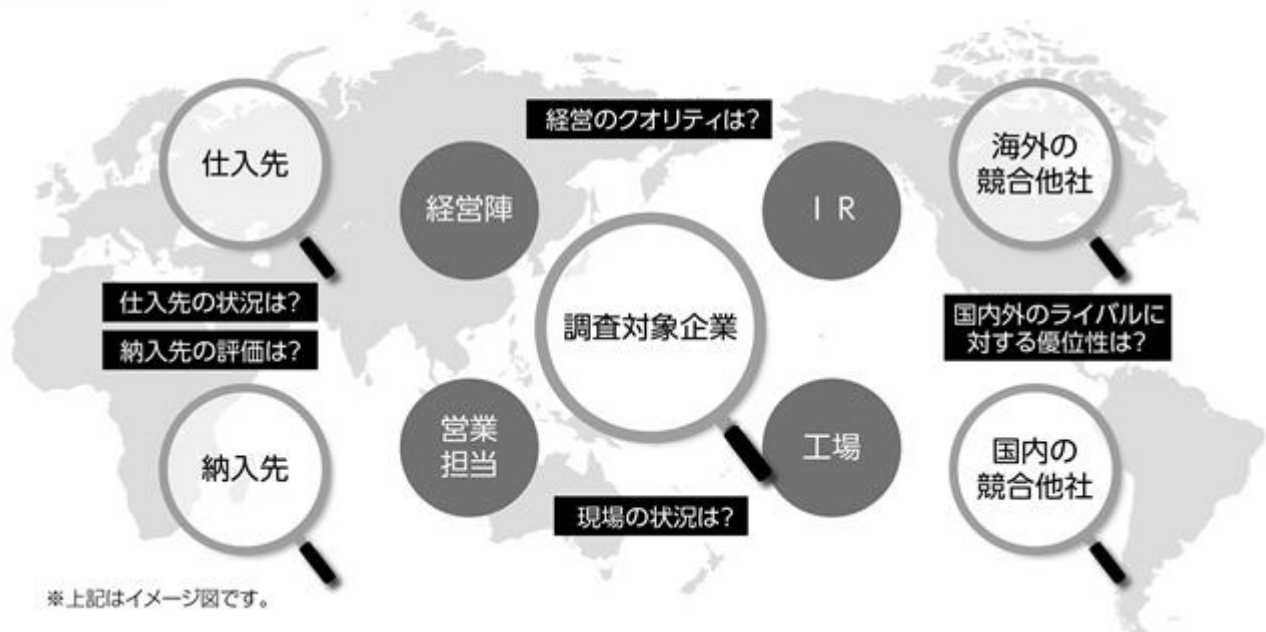 経営のクオリティは?
仕入先
経営陣
I R
海外の
競合他社
仕入先の状況は?
納入先の評価は?
調査対象企業
国内外のライバルに
対する優位性は?
納入先
営業
担当
工場
国内の
競合他社
現場の状況は?
※上記はイメージ図です。